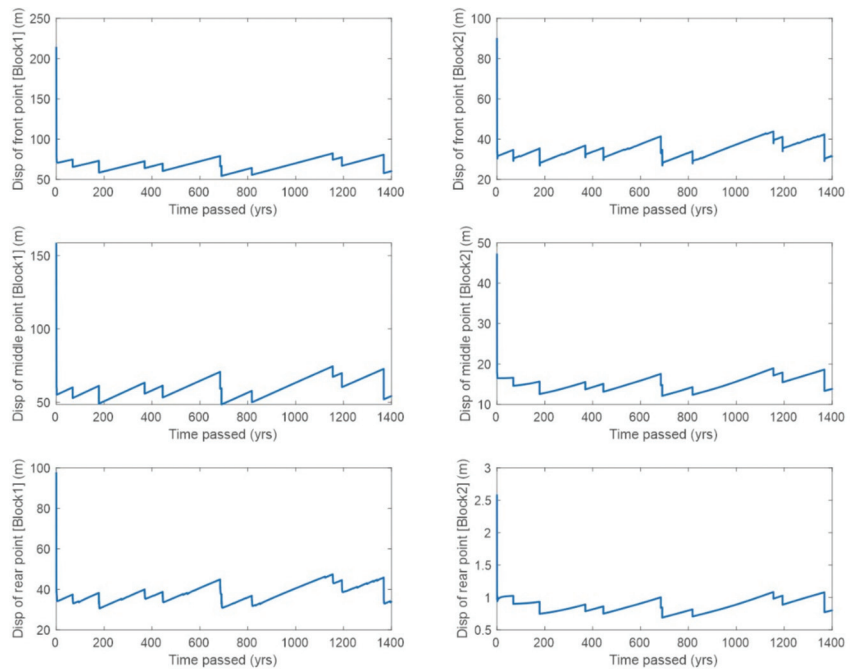 Disp of front point [Block1] (m)
250
200
150
100
50
0 200 400 600 800 1000 1200 1400
Time passed (yrs)
Disp of front point [Block2] (m)
100
80
60
40
20
0 200 400 600 800 1000 1200 1400
Time passed (yrs)
Disp of middle point [Block1] (m)
150
100
50
0 200 400 600 800 1000 1200 1400
Time passed (yrs)
Disp of middle point [Block2] (m)
50
40
30
20
10
0 200 400 600 800 1000 1200 1400
Time passed (yrs)
Disp of rear point [Block1] (m)
100
80
60
40
20
0 200 400 600 800 1000 1200 1400
Time passed (yrs)
Disp of rear point [Block2] (m)
3
2.5
2
1.5
1
0.5
0 200 400 600 800 1000 1200 1400
Time passed (yrs)